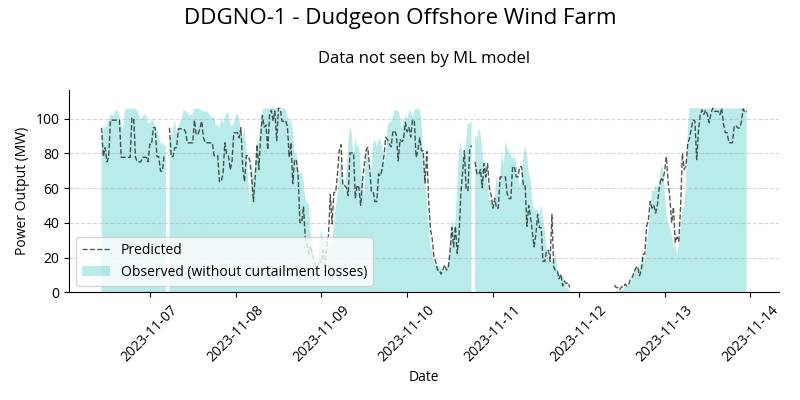 DDGNO-1 - Dudgeon Offshore Wind Farm
Data not seen by ML model
Power Output (MW)
100
80
60
40
20
0
Predicted
Observed (without curtailment losses)
2023-11-07
2023-11-08
2023-11-09
2023-11-10
2023-11-11
2023-11-12
2023-11-13
2023-11-14
Date